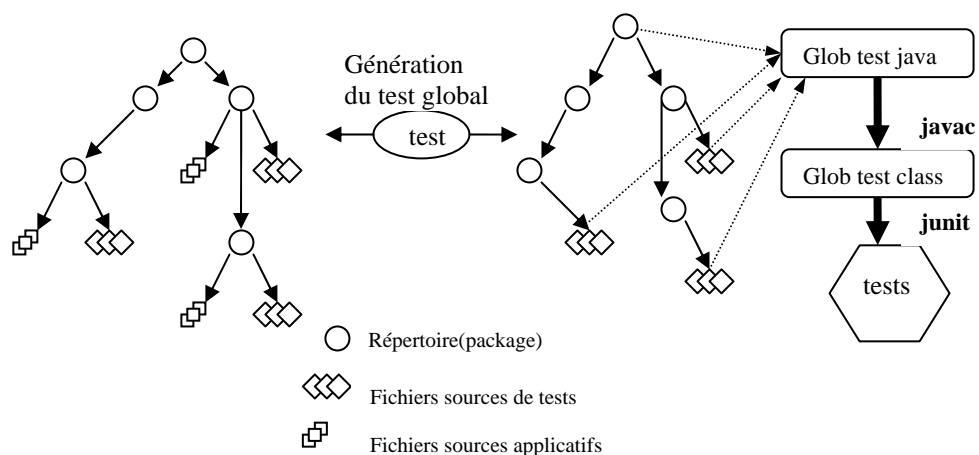 Génération
du test global
test
Glob test java
javac
Glob test class
junit
tests
Répertoire(package)
Fichiers sources de tests
Fichiers sources applicatifs